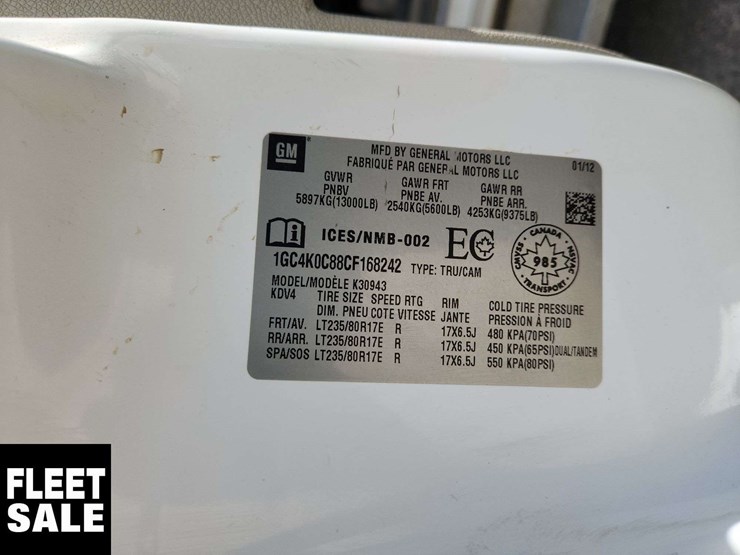 GM
MFD BY GENERAL MOTORS LLC
FABRIQUÉ PAR GENERAL MOTORS LLC
01/12
GVWR GAWR FRT GAWR RR
PNBV PNBE AV. PNBE ARR.
5897KG(13000LB) 2540KG(5600LB) 4253KG(9375LB)
ICES/NMB-002 EC
1GC4K0C88CF168242 TYPE: TRU/CAM
CANADA
CMVSS 985 NSVAC
TRANSPORT
MODEL/MODÈLE K30943
KDV4 TIRE SIZE SPEED RTG RIM COLD TIRE PRESSURE
DIM. PNEU COTE VITESSE JANTE PRESSION À FROID
FRT/AV. LT235/80R17E R 17X6.5J 480 KPA(70PSI)
RR/ARR. LT235/80R17E R 17X6.5J 450 KPA(65PSI)DUAL/TANDEM
SPA/SOS LT235/80R17E R 17X6.5J 550 KPA(80PSI)
FLEET
SALE